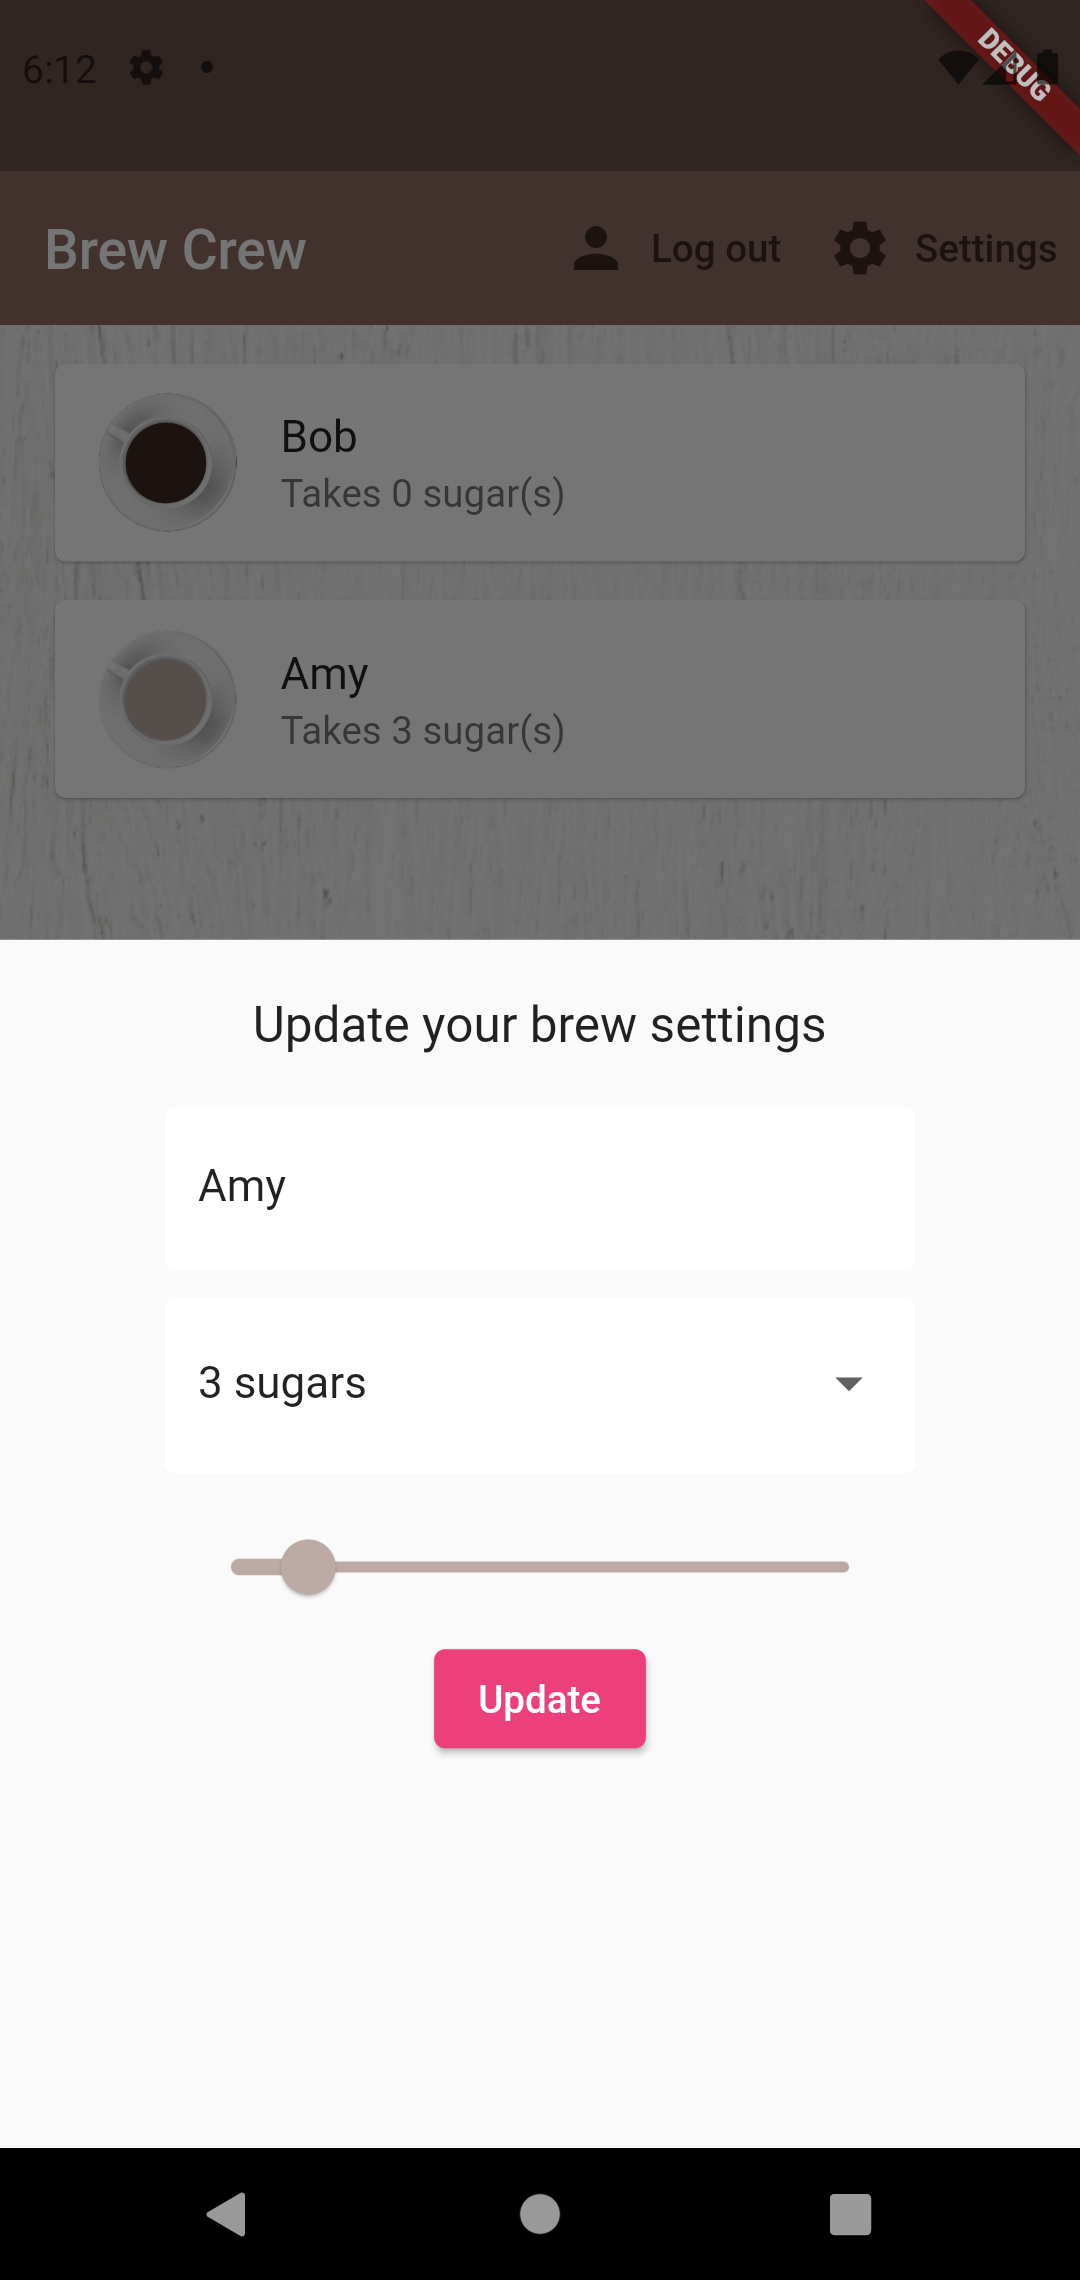 6:12
DEBUG
Brew Crew Log out Settings
Bob
Takes 0 sugar(s)
Amy
Takes 3 sugar(s)
Update your brew settings
Amy
3 sugars
Update